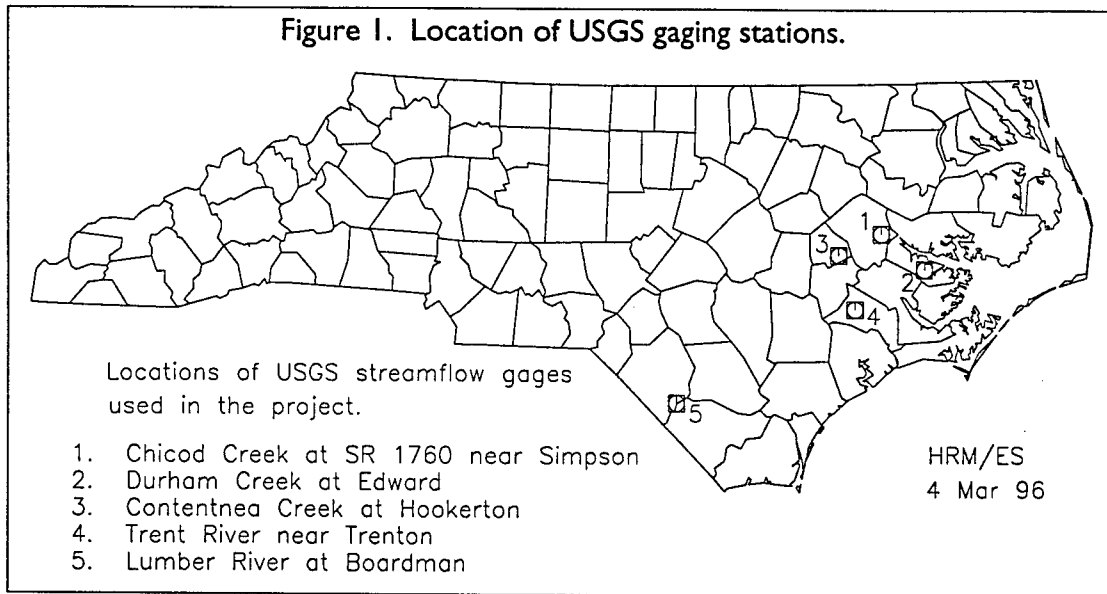 Figure 1. Location of USGS gaging stations.
1
3
2
4
5
Locations of USGS streamflow gages
used in the project.
1. Chicod Creek at SR 1760 near Simpson
2. Durham Creek at Edward
3. Contentnea Creek at Hookerton
4. Trent River near Trenton
5. Lumber River at Boardman
HRM/ES
4 Mar 96